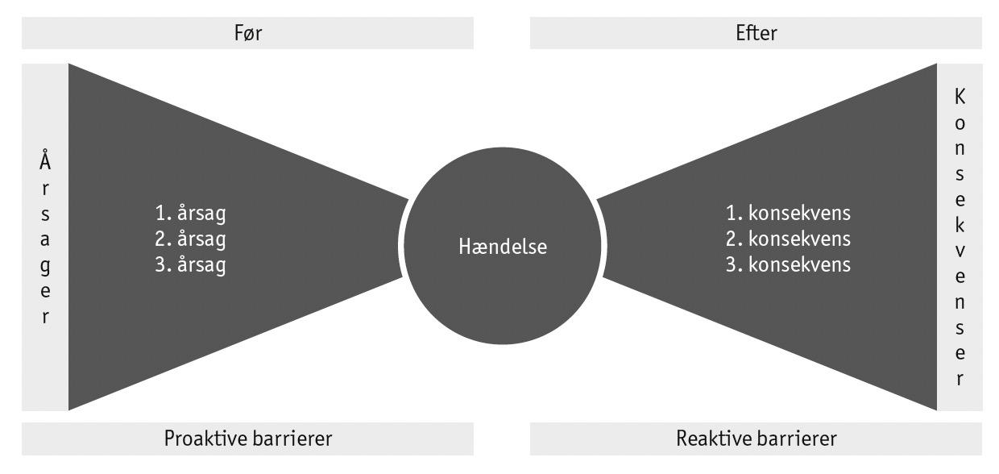 Før
Efter
Årsager
1. årsag
2. årsag
3. årsag
Hændelse
1. konsekvens
2. konsekvens
3. konsekvens
Konsekvenser
Proaktive barrierer
Reaktive barrierer